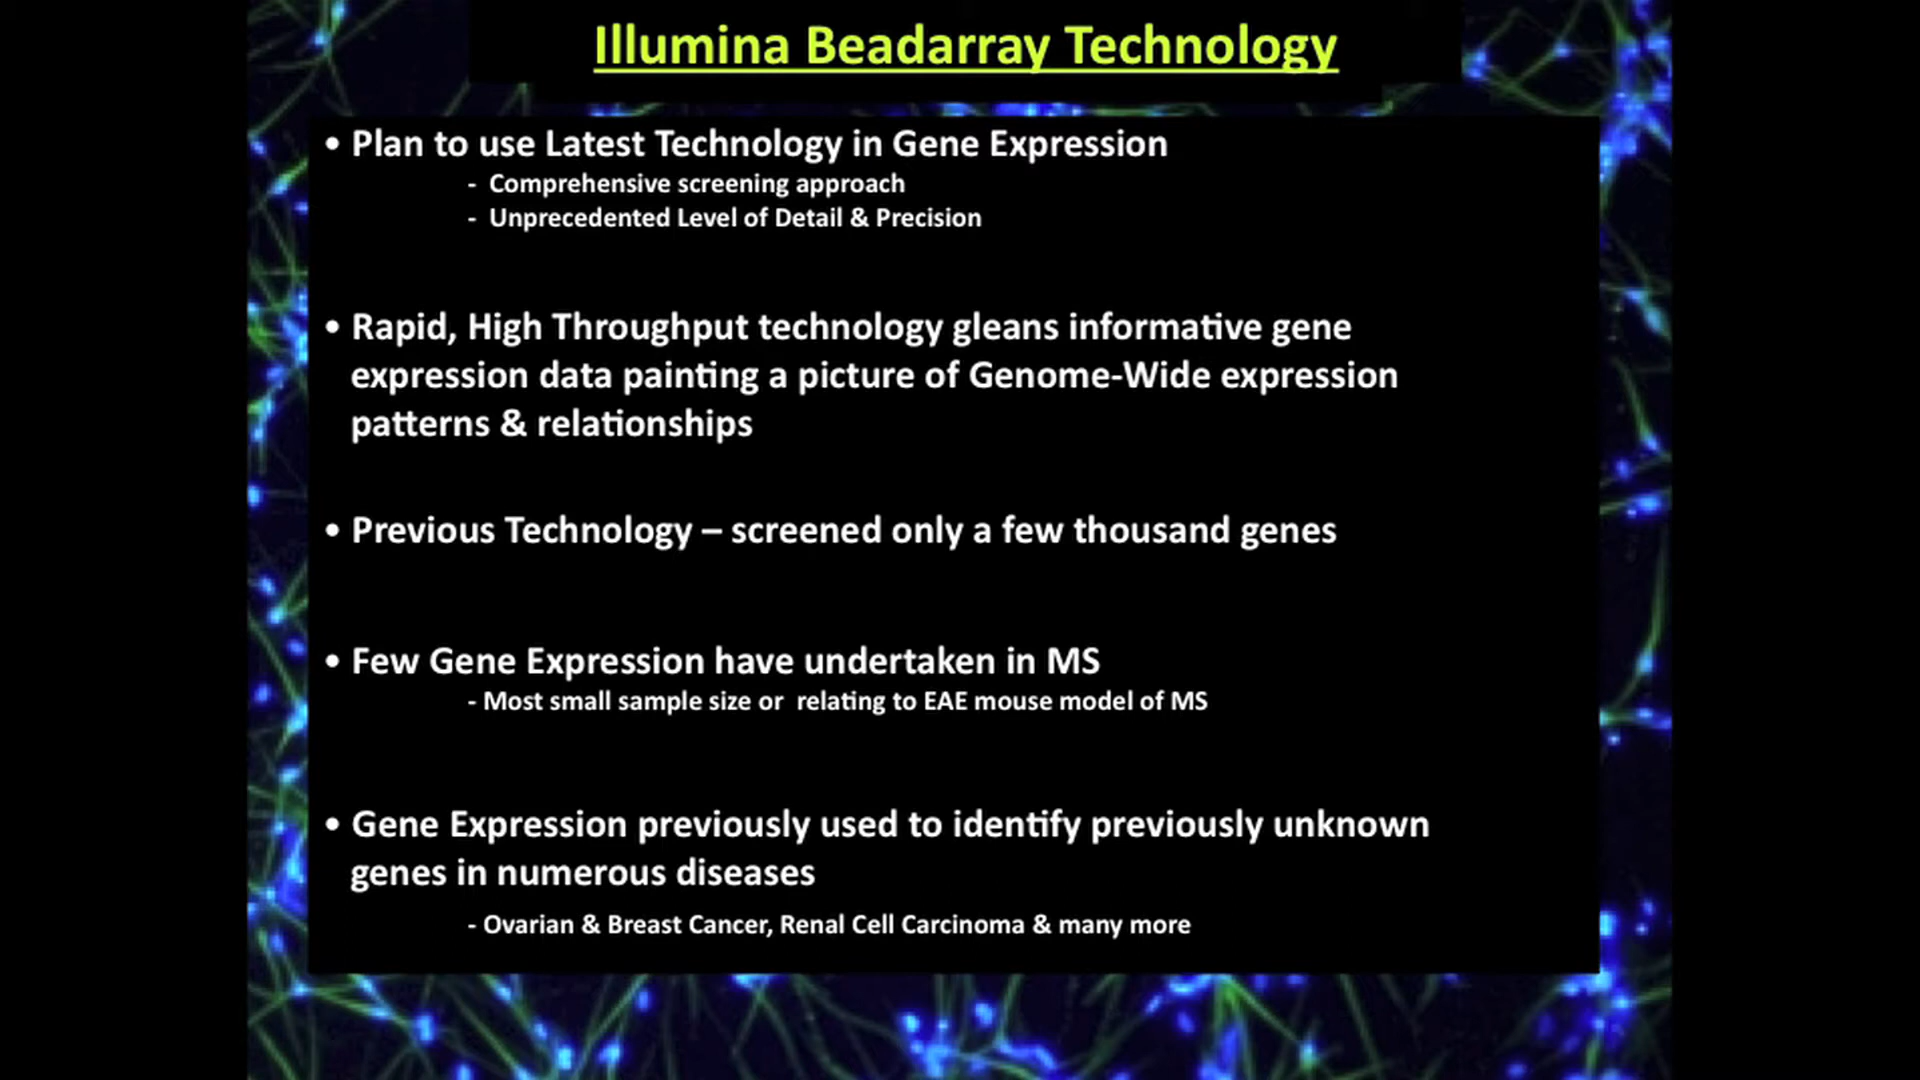 Illumina Beadarray Technology
• Plan to use Latest Technology in Gene Expression
- Comprehensive screening approach
- Unprecedented Level of Detail & Precision
• Rapid, High Throughput technology gleans informative gene
expression data painting a picture of Genome-Wide expression
patterns & relationships
• Previous Technology – screened only a few thousand genes
• Few Gene Expression have undertaken in MS
- Most small sample size or relating to EAE mouse model of MS
• Gene Expression previously used to identify previously unknown
genes in numerous diseases
- Ovarian & Breast Cancer, Renal Cell Carcinoma & many more